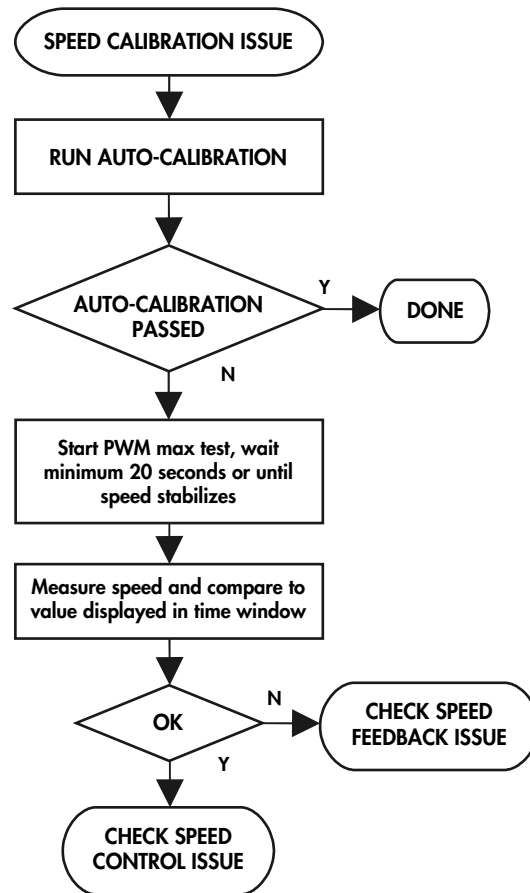 SPEED CALIBRATION ISSUE
RUN AUTO-CALIBRATION
AUTO-CALIBRATION
PASSED
Y
DONE
N
Start PWM max test, wait
minimum 20 seconds or until
speed stabilizes
Measure speed and compare to
value displayed in time window
OK
N
CHECK SPEED
FEEDBACK ISSUE
Y
CHECK SPEED
CONTROL ISSUE